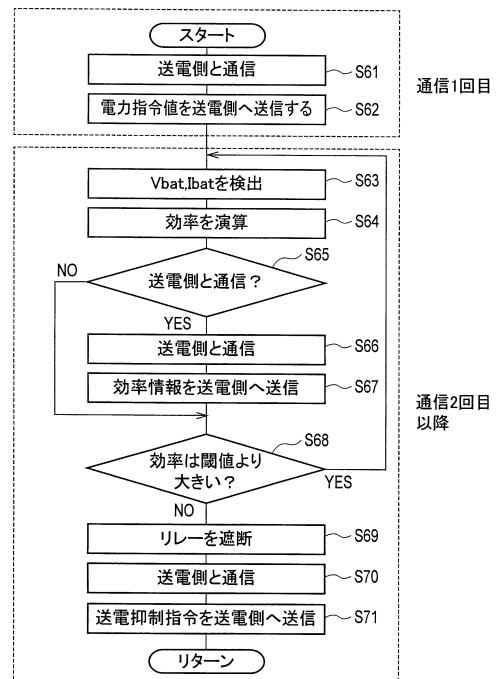 スタート
送電側と通信
S61
電力指令値を送電側へ送信する
S62
通信1回目
Vbat,Ibatを検出
S63
効率を演算
S64
送電側と通信？
S65
NO
YES
送電側と通信
S66
効率情報を送電側へ送信
S67
通信2回目
以降
効率は閾値より
大きい？
S68
YES
NO
リレーを遮断
S69
送電側と通信
S70
送電抑制指令を送電側へ送信
S71
リターン